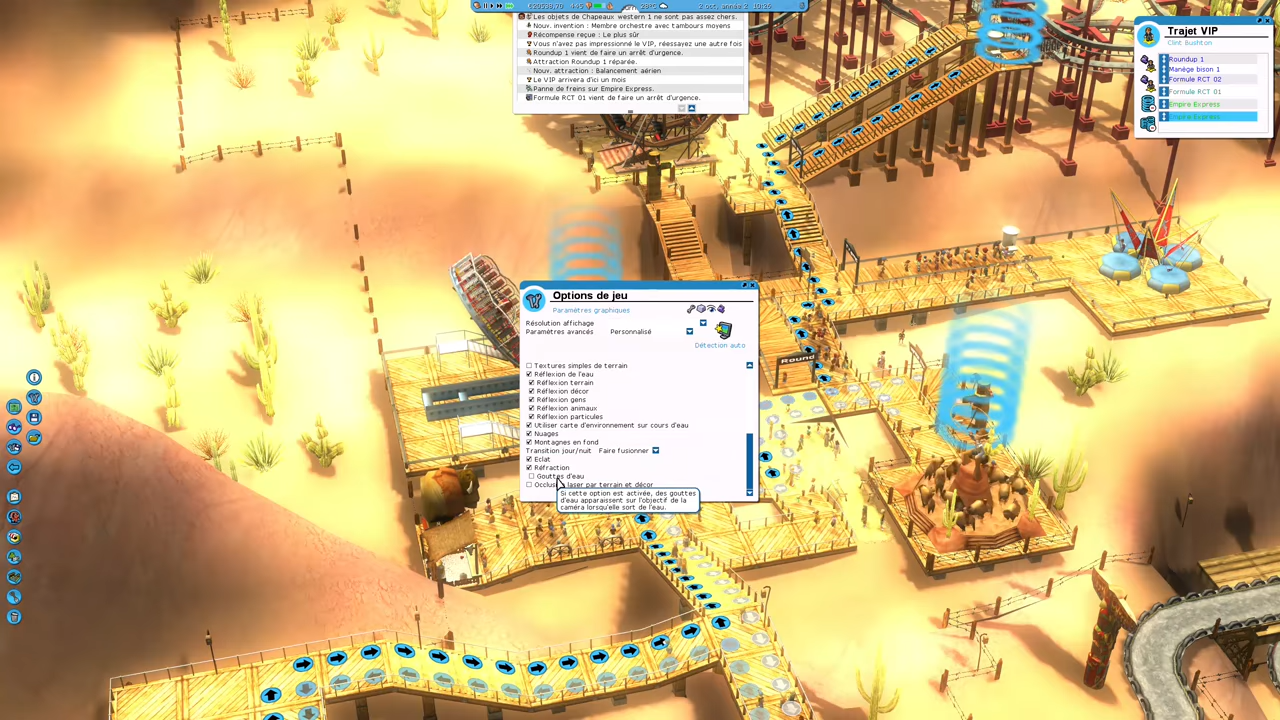 28°C
2 oct, année 2 10:26
Les objets de Chapeaux western 1 ne sont pas assez chers.
Nouv. invention : Membre orchestre avec tambours moyens
Récompense reçue : Le plus sûr
Vous n'avez pas impressionné le VIP, réessayez une autre fois
Roundup 1 vient de faire un arrêt d'urgence.
Attraction Roundup 1 réparée.
Nouv. attraction : Balancement aérien
Le VIP arrivera d'ici un mois
Panne de freins sur Empire Express.
Formule RCT 01 vient de faire un arrêt d'urgence.
Trajet VIP
Clint Bushton
Roundup 1
Manège bison 1
Formule RCT 02
Formule RCT 01
Empire Express
Empire Express
Options de jeu
Paramètres graphiques
Résolution affichage
Paramètres avancés Personnalisé
Détection auto
Textures simples de terrain
Réflexion de l'eau
Réflexion terrain
Réflexion décor
Réflexion gens
Réflexion animaux
Réflexion particules
Utiliser carte d'environnement sur cours d'eau
Nuages
Montagnes en fond
Transition jour/nuit Faire fusionner
Eclat
Réfraction
Gouttes d'eau
laser par terrain et décor
Si cette option est activée, des gouttes
d'eau apparaissent sur l'objectif de la
caméra lorsqu'elle sort de l'eau.
Round